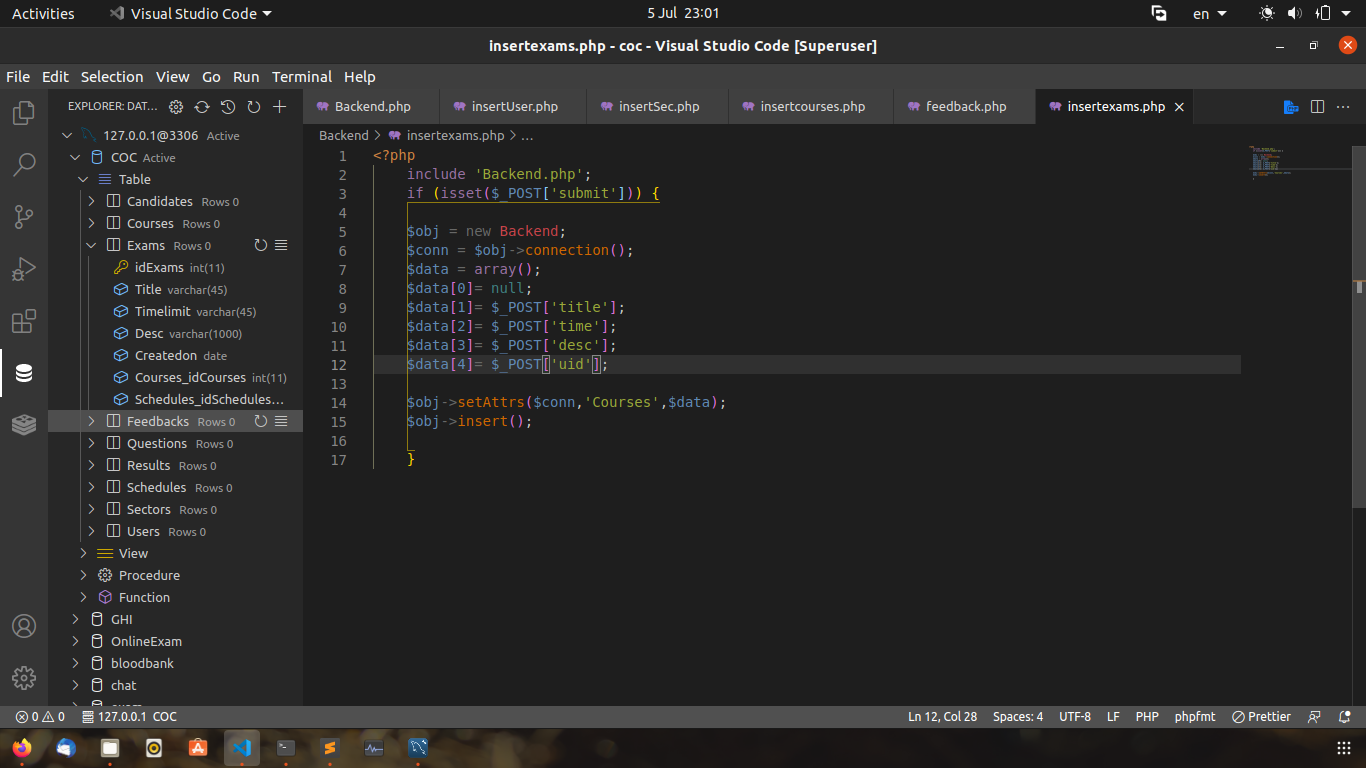 Activities Visual Studio Code 5 Jul 23:01 en
insertexams.php - coc - Visual Studio Code [Superuser]
File Edit Selection View Go Run Terminal Help
EXPLORER: DAT... Backend.php insertUser.php insertSec.php insertcourses.php feedback.php insertexams.php
127.0.0.1@3306 Active
COC Active
Table
Candidates Rows 0
Courses Rows 0
Exams Rows 0
idExams int(11)
Title varchar(45)
Timelimit varchar(45)
Desc varchar(1000)
Createdon date
Courses_idCourses int(11)
Schedules_idSchedules...
Feedbacks Rows 0
Questions Rows 0
Results Rows 0
Schedules Rows 0
Sectors Rows 0
Users Rows 0
View
Procedure
Function
GHI
OnlineExam
bloodbank
chat
Backend > insertexams.php > ...
1 <?php
2 include 'Backend.php';
3 if (isset($_POST['submit'])) {
4
5 $obj = new Backend;
6 $conn = $obj->connection();
7 $data = array();
8 $data[0]= null;
9 $data[1]= $_POST['title'];
10 $data[2]= $_POST['time'];
11 $data[3]= $_POST['desc'];
12 $data[4]= $_POST['uid'];
13
14 $obj->setAttrs($conn,'Courses',$data);
15 $obj->insert();
16
17 }
0 0 127.0.0.1 COC Ln 12, Col 28 Spaces: 4 UTF-8 LF PHP phpfmt Prettier